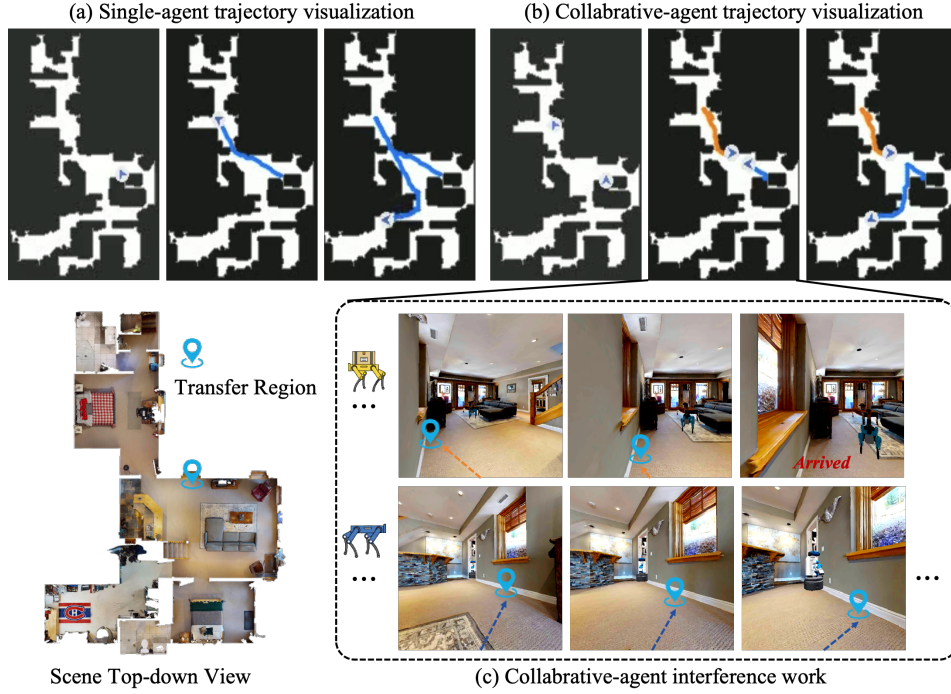 (a) Single-agent trajectory visualization
(b) Collabrative-agent trajectory visualization
Transfer Region
Arrived
Scene Top-down View
(c) Collabrative-agent interference work